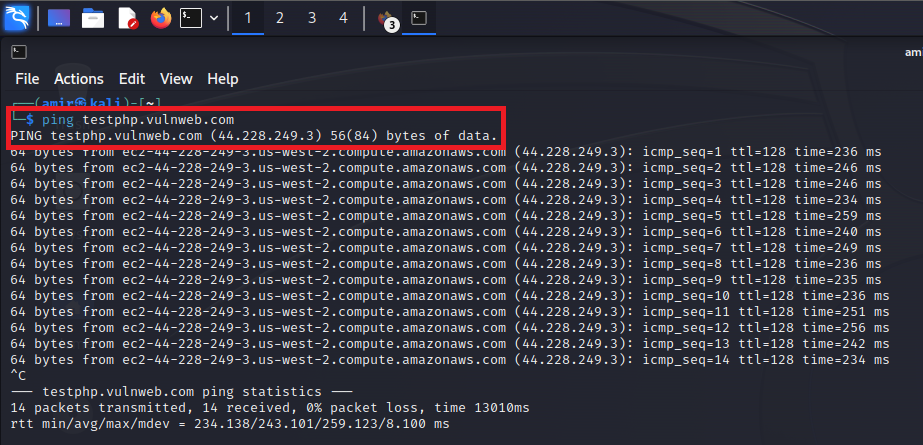 1 2 3 4 3
am
File Actions Edit View Help
┌──(amir㉿kali)-[~]
└─$ ping testphp.vulnweb.com
PING testphp.vulnweb.com (44.228.249.3) 56(84) bytes of data.
64 bytes from ec2-44-228-249-3.us-west-2.compute.amazonaws.com (44.228.249.3): icmp_seq=1 ttl=128 time=236 ms
64 bytes from ec2-44-228-249-3.us-west-2.compute.amazonaws.com (44.228.249.3): icmp_seq=2 ttl=128 time=246 ms
64 bytes from ec2-44-228-249-3.us-west-2.compute.amazonaws.com (44.228.249.3): icmp_seq=3 ttl=128 time=246 ms
64 bytes from ec2-44-228-249-3.us-west-2.compute.amazonaws.com (44.228.249.3): icmp_seq=4 ttl=128 time=234 ms
64 bytes from ec2-44-228-249-3.us-west-2.compute.amazonaws.com (44.228.249.3): icmp_seq=5 ttl=128 time=259 ms
64 bytes from ec2-44-228-249-3.us-west-2.compute.amazonaws.com (44.228.249.3): icmp_seq=6 ttl=128 time=240 ms
64 bytes from ec2-44-228-249-3.us-west-2.compute.amazonaws.com (44.228.249.3): icmp_seq=7 ttl=128 time=249 ms
64 bytes from ec2-44-228-249-3.us-west-2.compute.amazonaws.com (44.228.249.3): icmp_seq=8 ttl=128 time=236 ms
64 bytes from ec2-44-228-249-3.us-west-2.compute.amazonaws.com (44.228.249.3): icmp_seq=9 ttl=128 time=235 ms
64 bytes from ec2-44-228-249-3.us-west-2.compute.amazonaws.com (44.228.249.3): icmp_seq=10 ttl=128 time=236 ms
64 bytes from ec2-44-228-249-3.us-west-2.compute.amazonaws.com (44.228.249.3): icmp_seq=11 ttl=128 time=251 ms
64 bytes from ec2-44-228-249-3.us-west-2.compute.amazonaws.com (44.228.249.3): icmp_seq=12 ttl=128 time=256 ms
64 bytes from ec2-44-228-249-3.us-west-2.compute.amazonaws.com (44.228.249.3): icmp_seq=13 ttl=128 time=242 ms
64 bytes from ec2-44-228-249-3.us-west-2.compute.amazonaws.com (44.228.249.3): icmp_seq=14 ttl=128 time=234 ms
^C
--- testphp.vulnweb.com ping statistics ---
14 packets transmitted, 14 received, 0% packet loss, time 13010ms
rtt min/avg/max/mdev = 234.138/243.101/259.123/8.100 ms